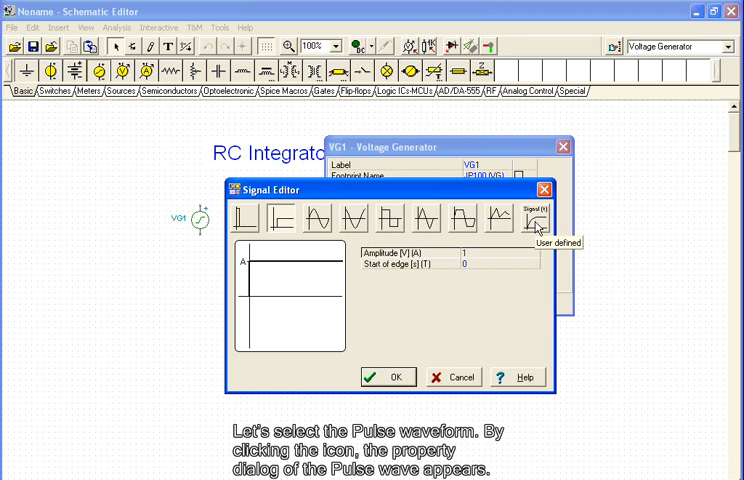 Noname - Schematic Editor
File Edit Insert View Analysis Interactive T&M Tools Help
100% DC Voltage Generator
Basic Switches Meters Sources Semiconductors Optoelectronic Spice Macros Gates Flip-flops Logic ICs-MCUs AD/DA-555 RF Analog Control Special
RC Integrato
VG1 - Voltage Generator
Label VG1
Footprint Name JP100 (VG)
Signal Editor
VG1
Signal (t)
User defined
A
Amplitude [V] (A) 1
Start of edge [s] (T) 0
OK Cancel Help
Let's select the Pulse waveform. By
clicking the icon, the property
dialog of the Pulse wave appears.